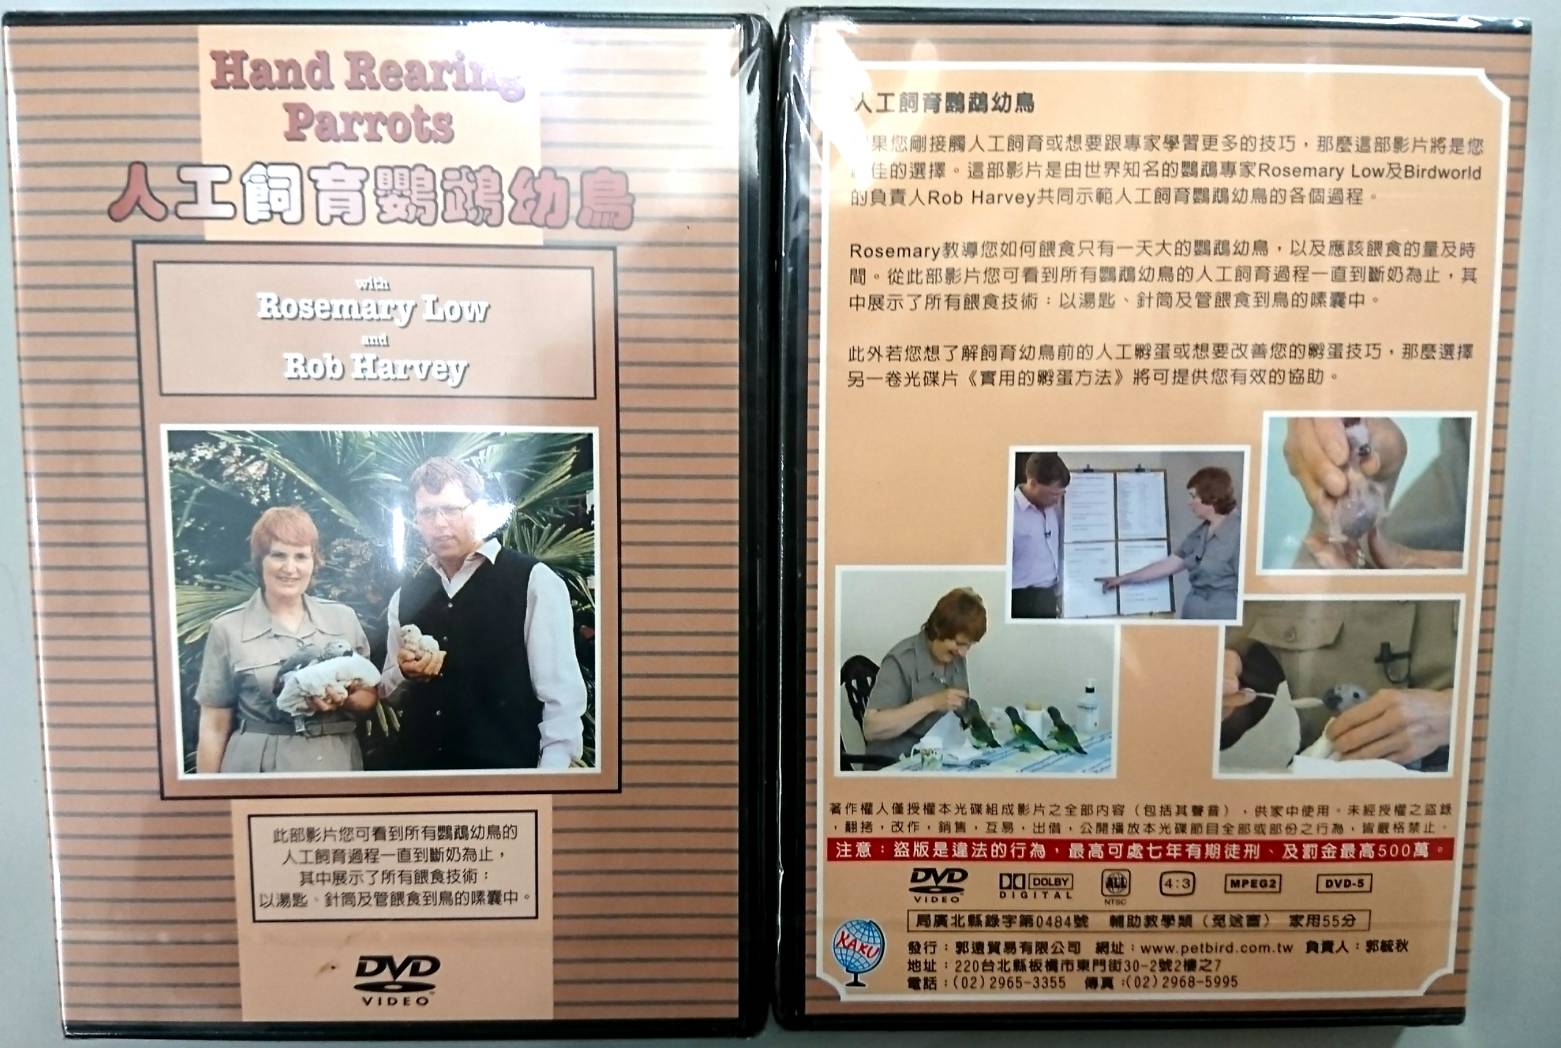 Hand Rearing
Parrots
人工飼育鸚鵡幼鳥
with
Rosemary Low
and
Rob Harvey
此部影片您可看到所有鸚鵡幼鳥的
人工飼育過程一直到斷奶為止，
其中展示了所有餵食技術：
以湯匙、針筒及管餵食到鳥的嗉囊中。
DVD
VIDEO
人工飼育鸚鵡幼鳥
果您剛接觸人工飼育或想要跟專家學習更多的技巧，那麼這部影片將是您
佳的選擇。這部影片是由世界知名的鸚鵡專家Rosemary Low及Birdworld
的負責人Rob Harvey共同示範人工飼育鸚鵡幼鳥的各個過程。
Rosemary教導您如何餵食只有一天大的鸚鵡幼鳥，以及應該餵食的量及時
間。從此部影片您可看到所有鸚鵡幼鳥的人工飼育過程一直到斷奶為止，其
中展示了所有餵食技術：以湯匙、針筒及管餵食到鳥的嗉囊中。
此外若您想了解飼育幼鳥前的人工孵蛋或想要改善您的孵蛋技巧，那麼選擇
另一卷光碟片《實用的孵蛋方法》將可提供您有效的協助。
著作權人僅授權本光碟組成影片之全部內容（包括其聲音），供家中使用。未經授權之盜錄
，翻拷，改作，銷售，互易，出借，公開播放本光碟節目全部或部份之行為，皆嚴格禁止。
注意：盜版是違法的行為，最高可處七年有期徒刑、及罰金最高500萬。
DVD VIDEO DOLBY DIGITAL ALL NTSC 4:3 MPEG2 DVD-5
局廣北縣錄字第0484號 輔助教學類（免送審） 家用55分
KAKU
發行：郭遠貿易有限公司 網址：www.petbird.com.tw 負責人：郭毓秋
地址：220台北縣板橋市東門街30-2號2樓之7
電話：(02)2965-3355 傳真：(02)2968-5995